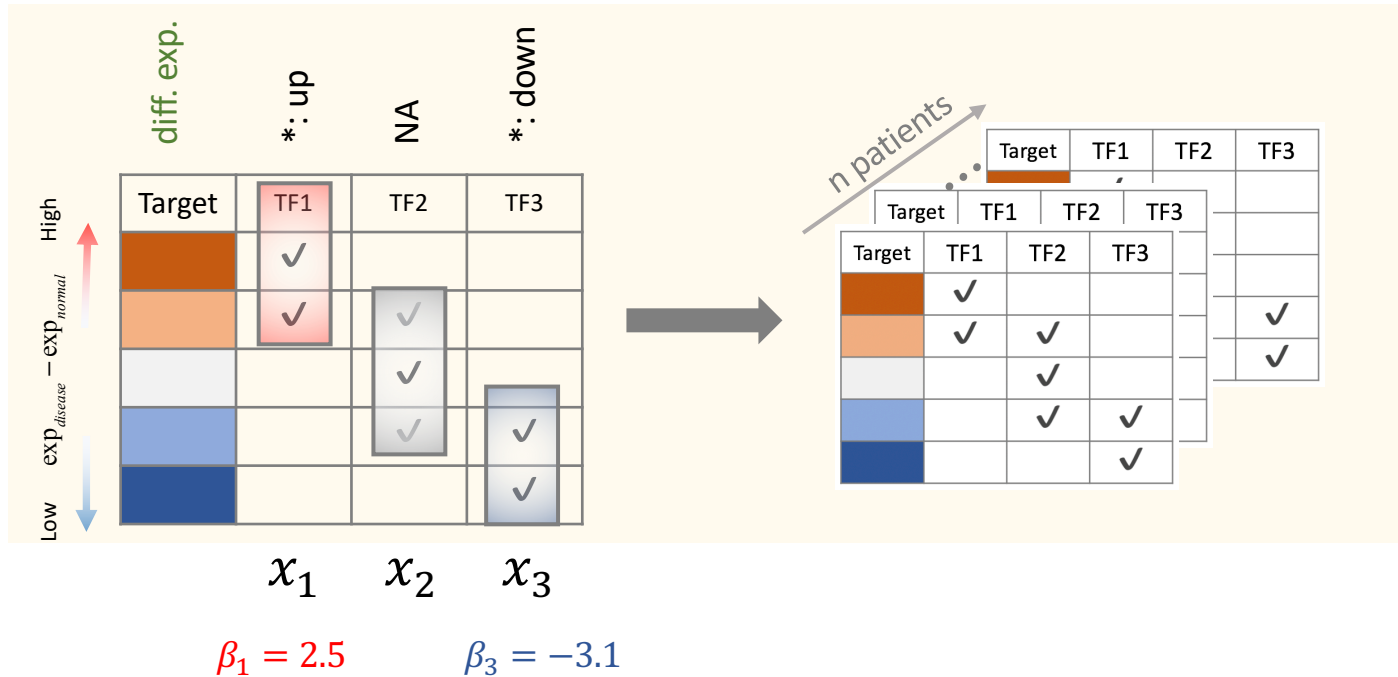 diff. exp.
*: up
NA
*: down
Target TF1 TF2 TF3
✓
✓ ✓
✓
✓ ✓
✓
High
exp_disease − exp_normal
Low
x₁ x₂ x₃
β₁ = 2.5 β₃ = −3.1
n patients
Target TF1 TF2 TF3
✓
✓
Target TF1 TF2 TF3
Target TF1 TF2 TF3
✓
✓ ✓
✓
✓ ✓
✓